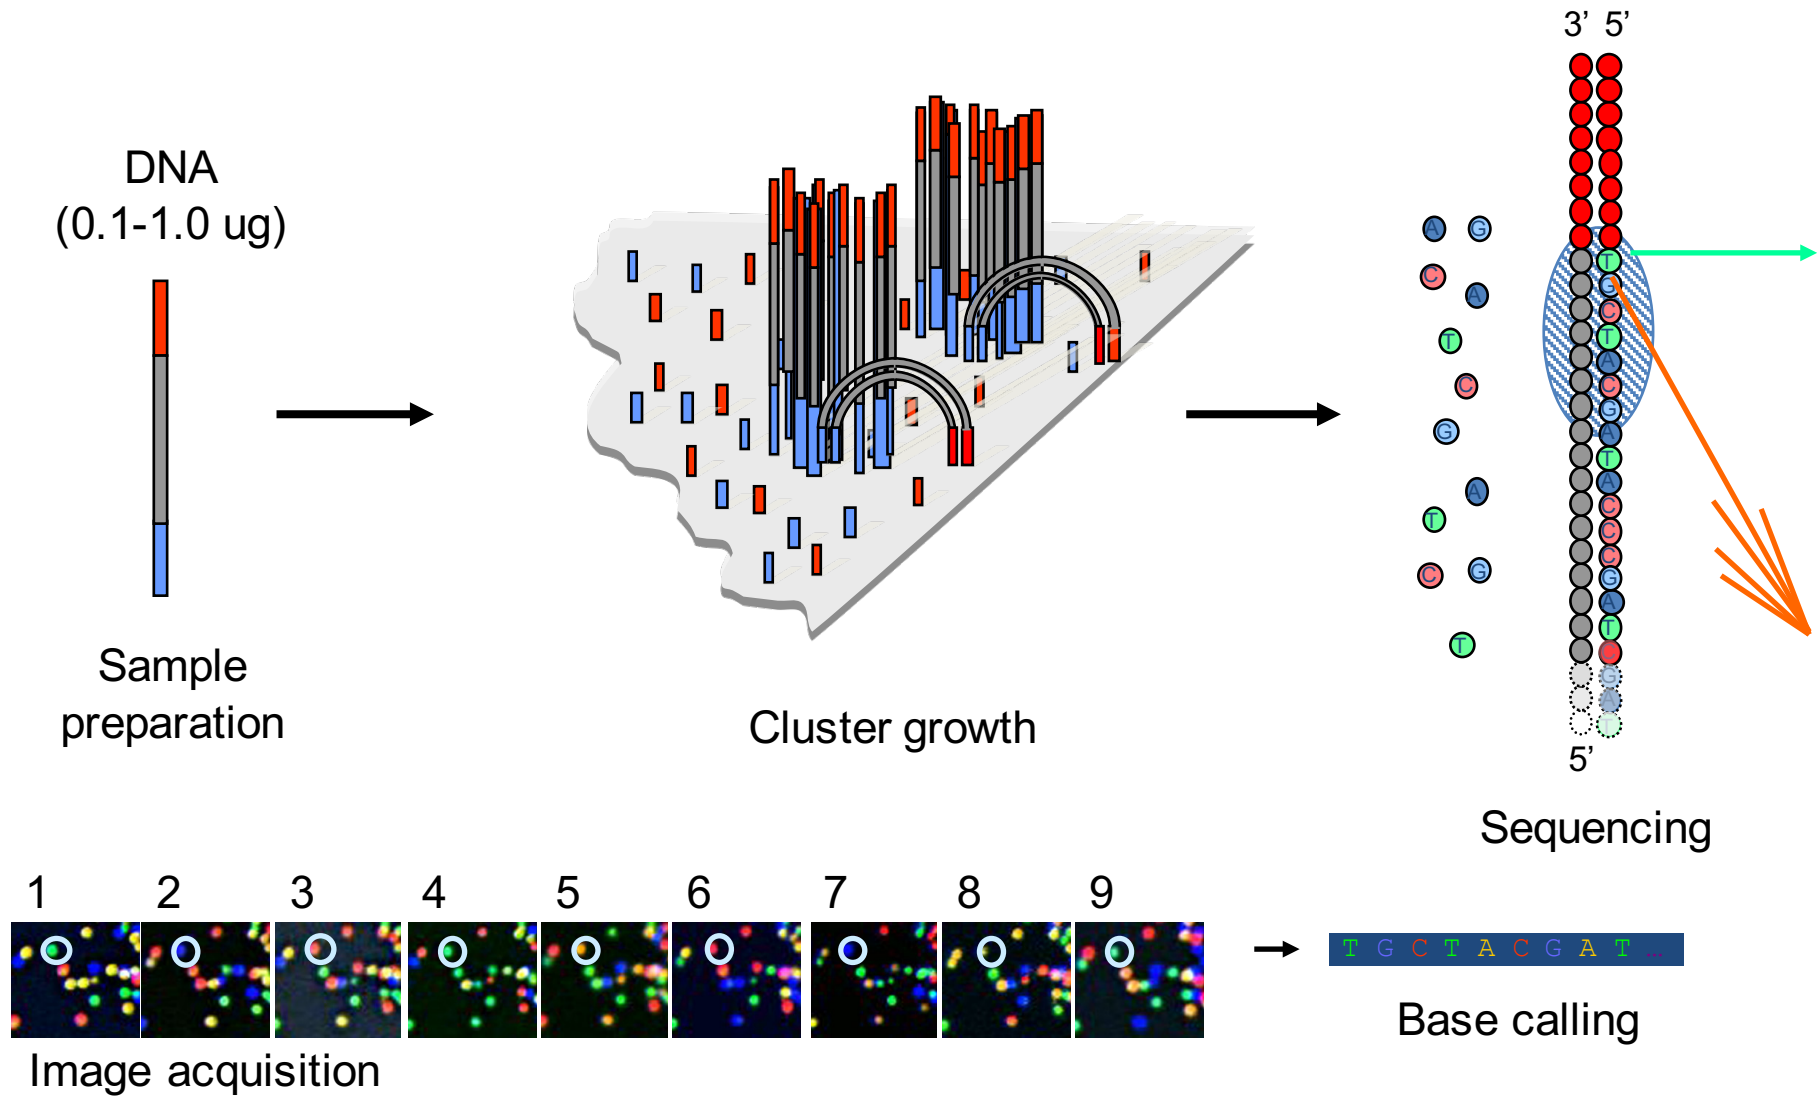 3’ 5’
DNA
(0.1-1.0 ug)
A G
C
A
T
C
G
A
T
C G
T
T
G
C
T
A
C
G
A
T
A
C
C
C
G
A
T
G
A
T
5’
Sample
preparation
Cluster growth
Sequencing
1 2 3 4 5 6 7 8 9
T G C T A C G A T ...
Base calling
Image acquisition